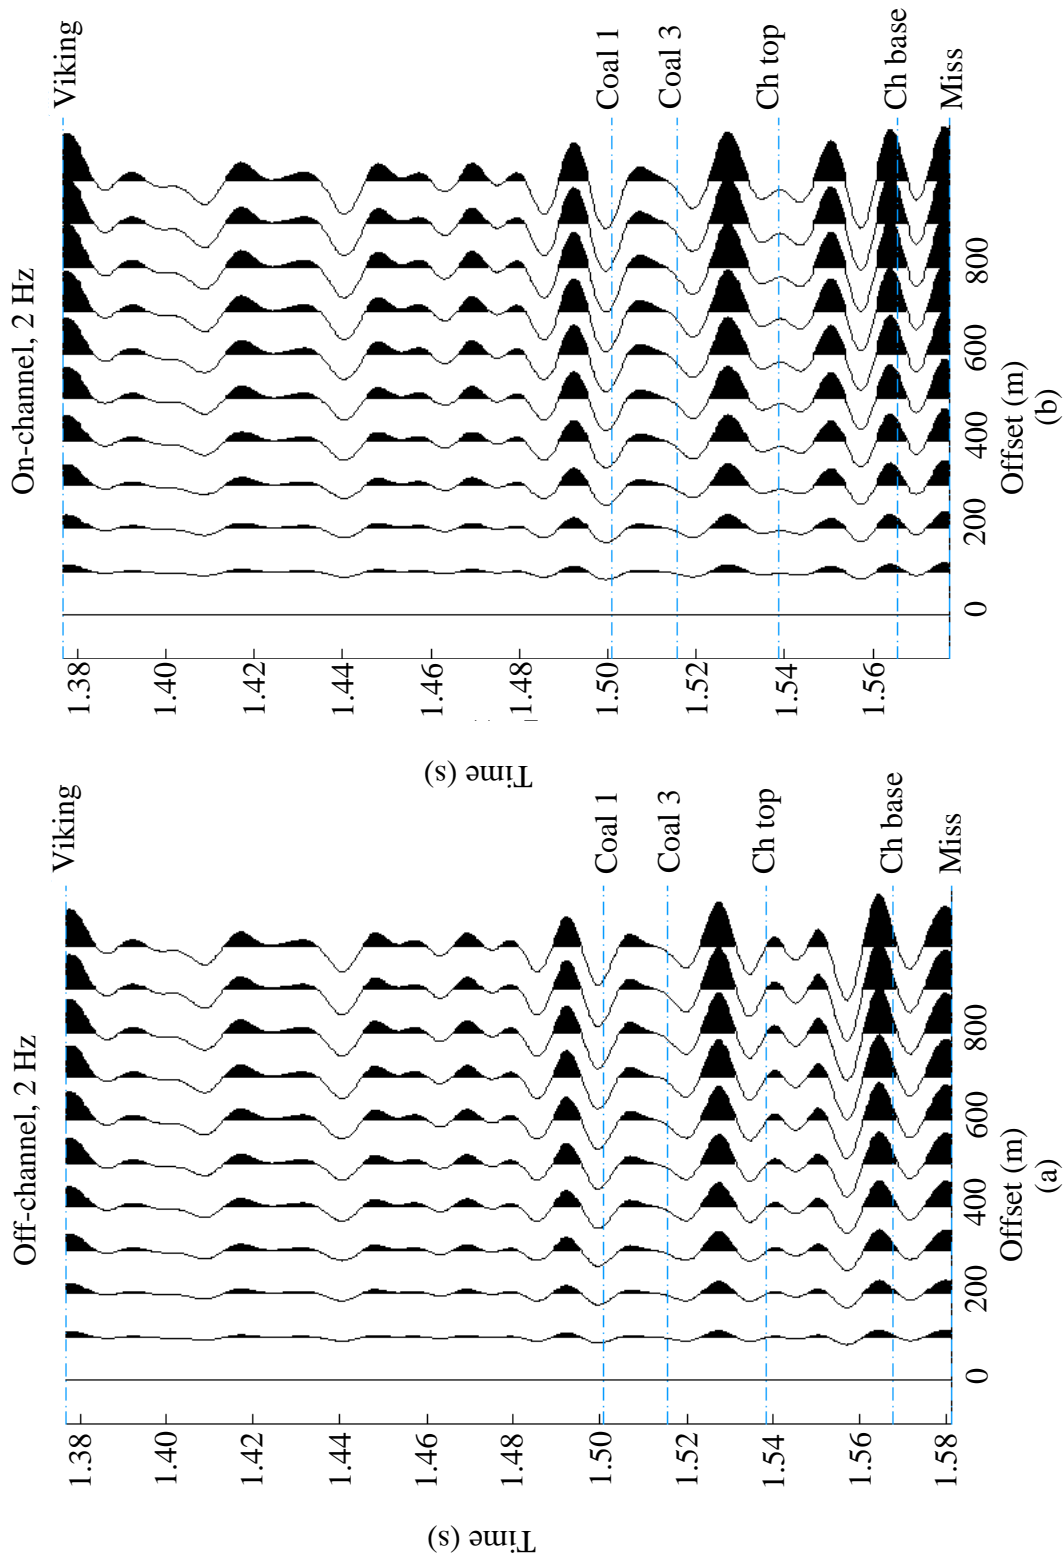 On-channel, 2 Hz
Viking
Coal 1
Coal 3
Ch top
Ch base
Miss
1.38
1.40
1.42
1.44
1.46
1.48
1.50
1.52
1.54
1.56
Time (s)
0
200
400
600
800
Offset (m)
(b)
Off-channel, 2 Hz
Viking
Coal 1
Coal 3
Ch top
Ch base
Miss
1.38
1.40
1.42
1.44
1.46
1.48
1.50
1.52
1.54
1.56
1.58
Time (s)
0
200
400
600
800
Offset (m)
(a)